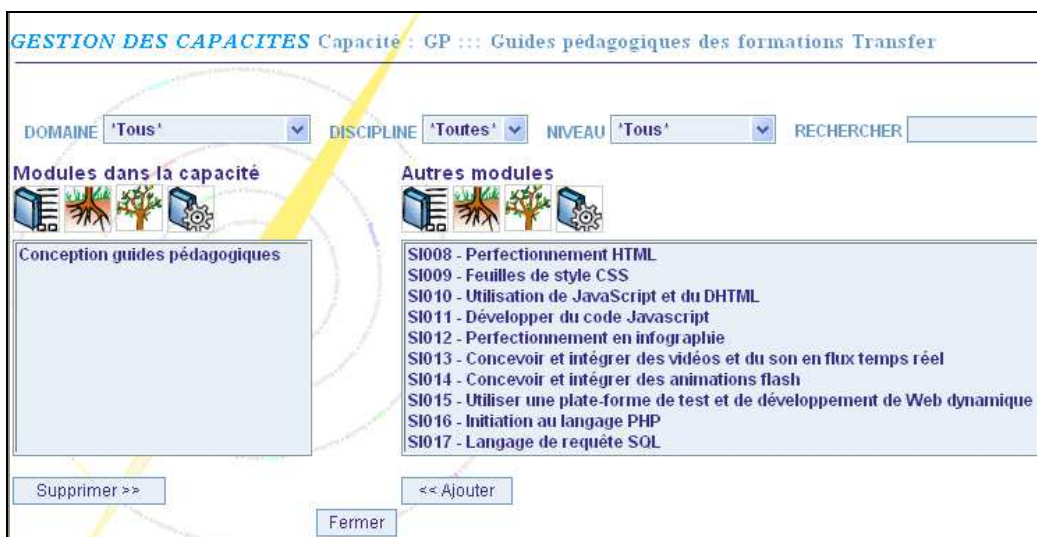 GESTION DES CAPACITES Capacité : GP ::: Guides pédagogiques des formations Transfer
DOMAINE *Tous* DISCIPLINE *Toutes* NIVEAU *Tous* RECHERCHER
Modules dans la capacité
Autres modules
Conception guides pédagogiques
SI008 - Perfectionnement HTML
SI009 - Feuilles de style CSS
SI010 - Utilisation de JavaScript et du DHTML
SI011 - Développer du code Javascript
SI012 - Perfectionnement en infographie
SI013 - Concevoir et intégrer des vidéos et du son en flux temps réel
SI014 - Concevoir et intégrer des animations flash
SI015 - Utiliser une plate-forme de test et de développement de Web dynamique
SI016 - Initiation au langage PHP
SI017 - Langage de requête SQL
Supprimer >>
<< Ajouter
Fermer